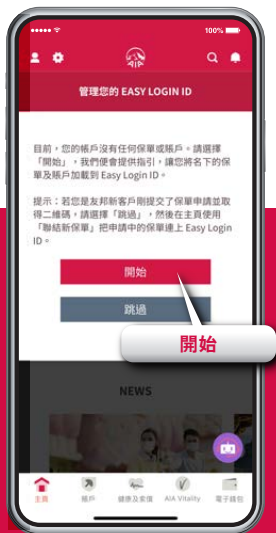 100%
AIA
管理您的 EASY LOGIN ID
目前，您的帳戶沒有任何保單或賬戶。請選擇
「開始」，我們便會提供指引，讓您將名下的保
單及賬戶加載到 Easy Login ID。
提示：若您是友邦新客戶剛提交了保單申請並取
得二維碼，請選擇「跳過」，然後在主頁使用
「聯結新保單」把申請中的保單連上 Easy Login
ID。
開始
跳過
開始
NEWS
主頁
賬戶
健康及索償
AIA Vitality
電子錢包